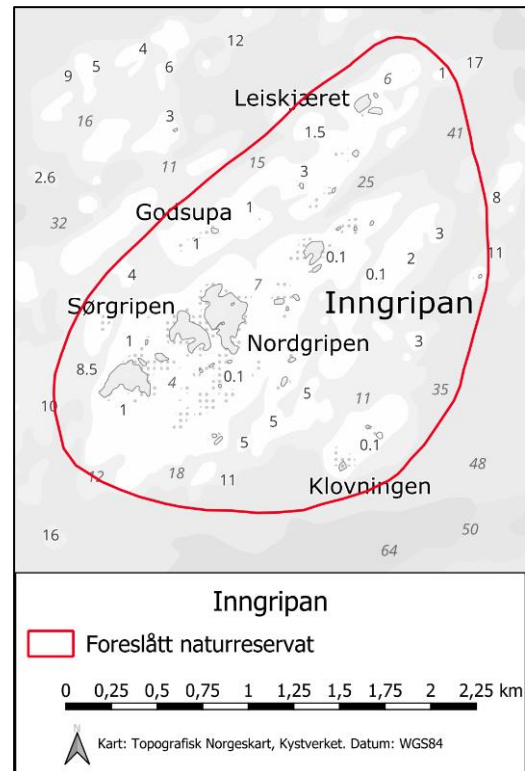 12
4
9 5 6 17
1
6
Leiskjæret
3
16
1.5 41
11 15
2.6 3 25
8
Godsupa 1
32 3
1 11
0.1 2
4 0.1
7
Sørgripen Inngripan
1 Nordgripen 3
8.5
4 0.1
10 1 5 11 35
5
5 0.1
12 18 11 48
Klovningen
16 50
64
Inngripan
Foreslått naturreservat
0 0,25 0,5 0,75 1 1,25 1,5 1,75 2 2,25 km
N
Kart: Topografisk Norgeskart, Kystverket. Datum: WGS84